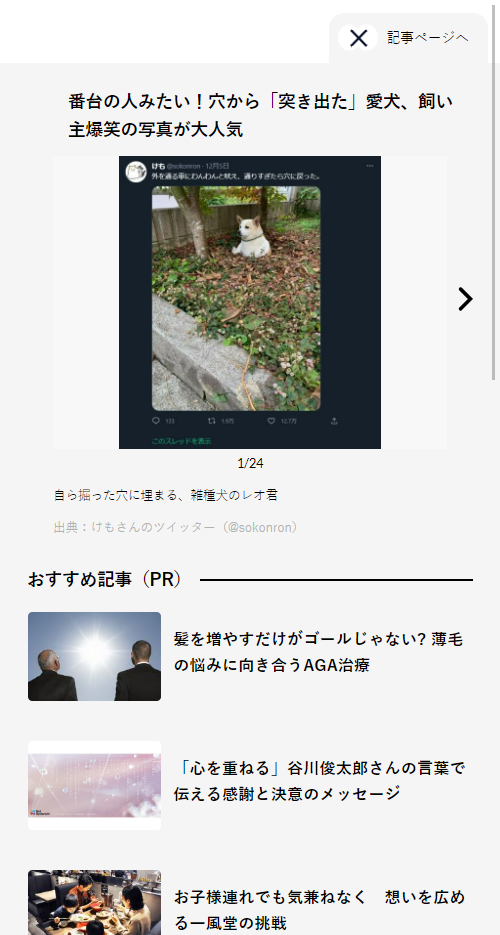 記事ページへ
番台の人みたい！穴から「突き出た」愛犬、飼い
主爆笑の写真が大人気
けも @sokonron · 12月5日
外を通る車にわんわんと吠え、通りすぎたら穴に戻った。
133 1.9万 12.7万
このスレッドを表示
1/24
自ら掘った穴に埋まる、雑種犬のレオ君
出典：けもさんのツイッター（@sokonron）
おすすめ記事（PR）
髪を増やすだけがゴールじゃない? 薄毛
の悩みに向き合うAGA治療
「心を重ねる」谷川俊太郎さんの言葉で
伝える感謝と決意のメッセージ
お子様連れでも気兼ねなく　想いを広め
る一風堂の挑戦